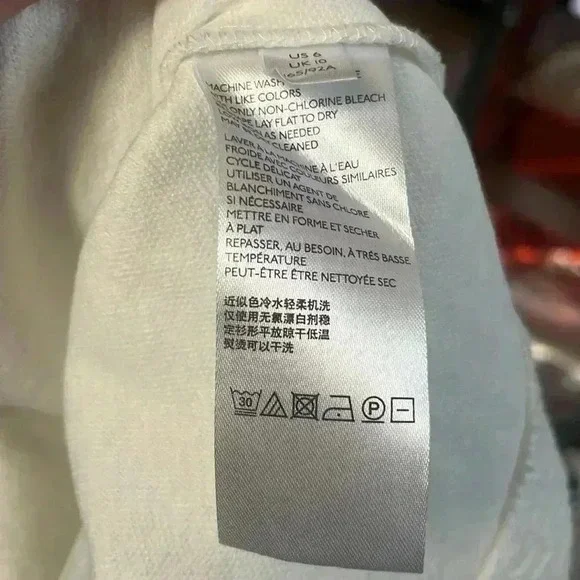 US 6
UK 10
165/92A
MACHINE WASH
WITH LIKE COLORS
ONLY NON-CHLORINE BLEACH
LAY FLAT TO DRY
AS NEEDED
CLEANED
LAVER À LA MACHINE À L'EAU
FROIDE AVEC COULEURS SIMILAIRES
CYCLE DÉLICAT
UTILISER UN AGENT DE
BLANCHIMENT SANS CHLORE
SI NÉCESSAIRE
METTRE EN FORME ET SECHER
À PLAT
REPASSER, AU BESOIN, À TRÈS BASSE
TEMPÉRATURE
PEUT-ÊTRE ÊTRE NETTOYÉE SEC
近似色冷水轻柔机洗
仅使用无氯漂白剂稳
定衫形平放晾干低温
熨烫可以干洗
30 P